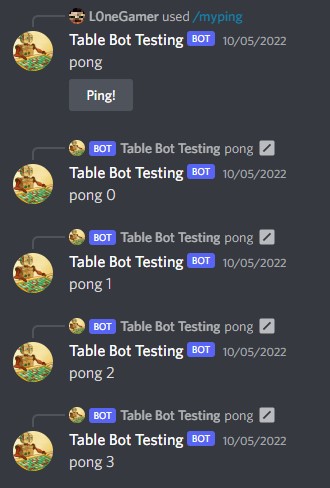 L0neGamer used /myping
Table Bot Testing BOT 10/05/2022
pong
Ping!
BOT Table Bot Testing pong
Table Bot Testing BOT 10/05/2022
pong 0
BOT Table Bot Testing pong
Table Bot Testing BOT 10/05/2022
pong 1
BOT Table Bot Testing pong
Table Bot Testing BOT 10/05/2022
pong 2
BOT Table Bot Testing pong
Table Bot Testing BOT 10/05/2022
pong 3